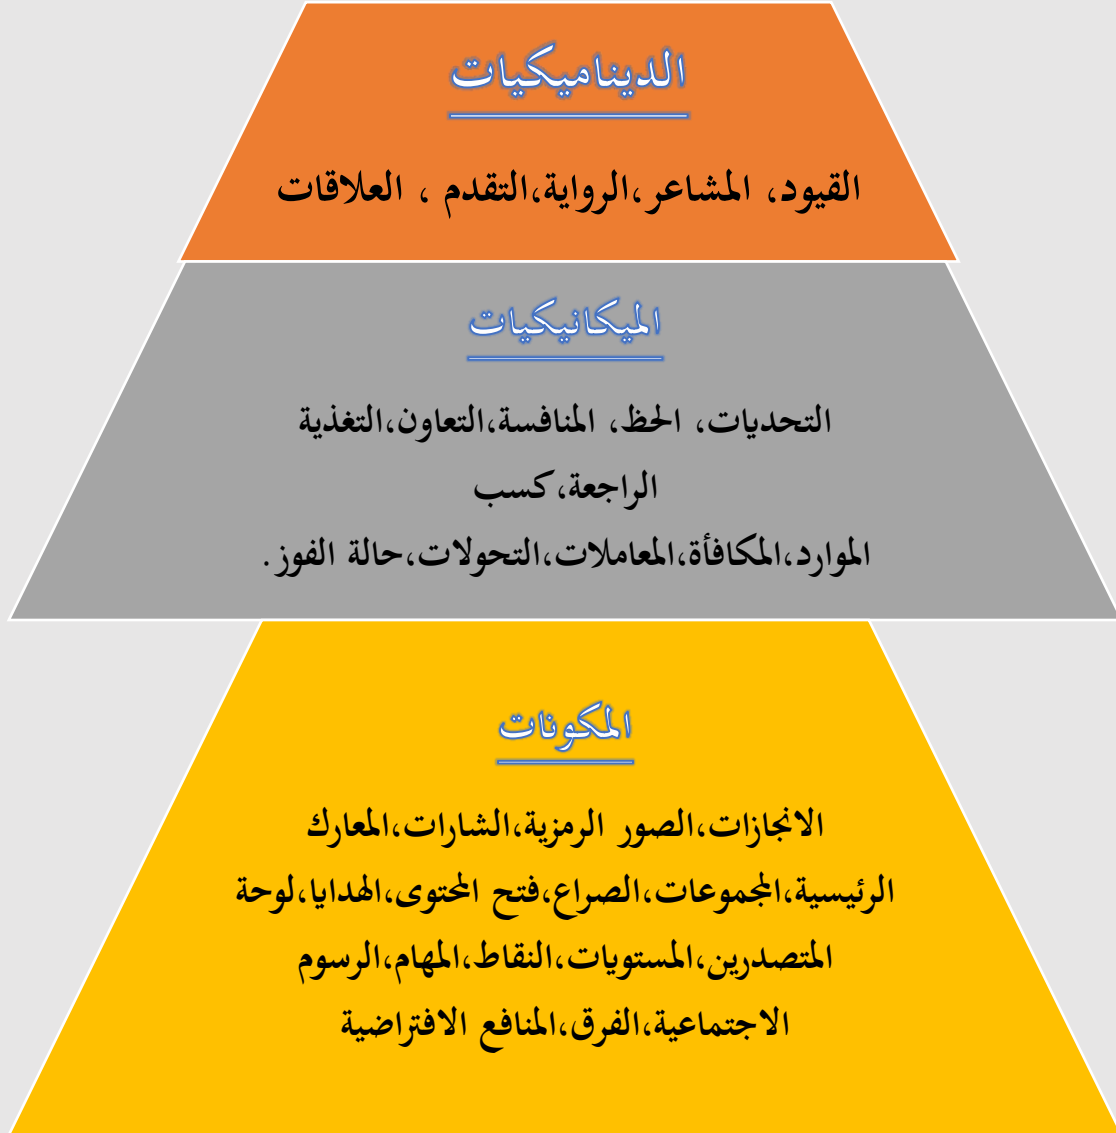 الديناميكيات
القيود، المشاعر ،الرواية،التقدم ، العلاقات
الميكانيكيات
التحديات، الحظ، المنافسة،التعاون،التغذية
الراجعة،كسب
الموارد،المكافأة،المعاملات،التحولات،حالة الفوز.
المكونات
الانجازات،الصور الرمزية،الشارات،المعارك
الرئيسية،المجموعات،الصراع،فتح المحتوى،الهدايا،لوحة
المتصدرين،المستويات،النقاط،المهام،الرسوم
الاجتماعية،الفرق،المنافع الافتراضية